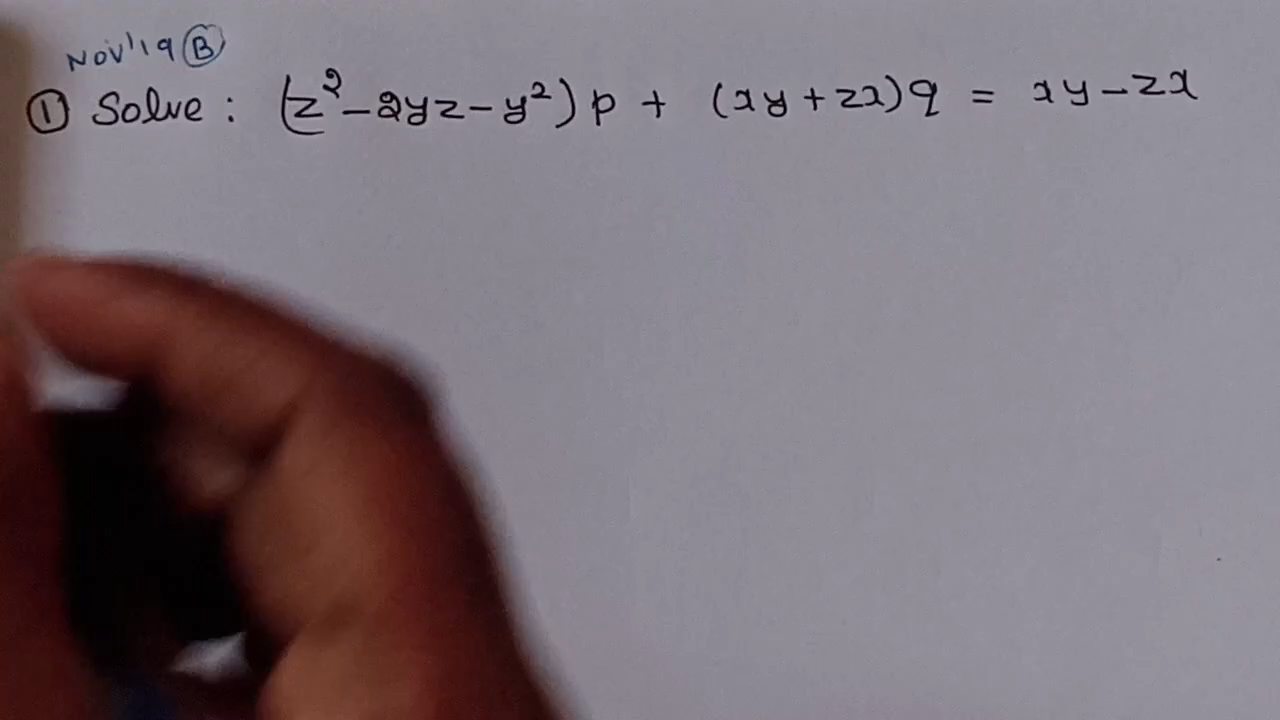 Nov'19 Ⓑ
① Solve : (z² - 2yz - y²) p + (xy + zx) q = xy - zx